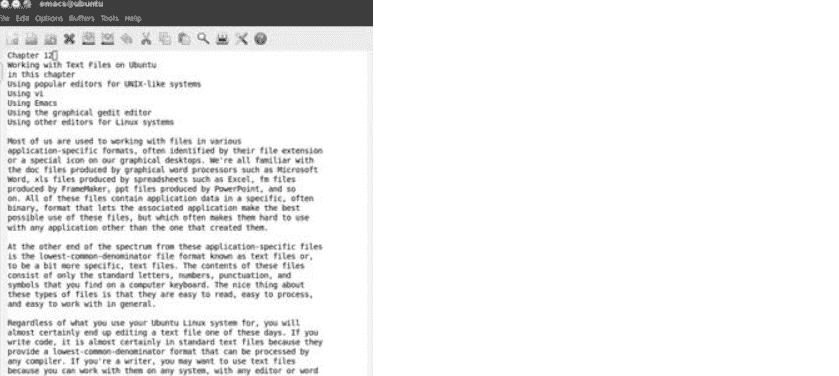 emacs@ubuntu
File Edit Options Buffers Tools Help
Chapter 12
Working with Text Files on Ubuntu
in this chapter
Using popular editors for UNIX-like systems
Using vi
Using Emacs
Using the graphical gedit editor
Using other editors for Linux systems
Most of us are used to working with files in various
application-specific formats, often identified by their file extension
or a special icon on our graphical desktops. We're all familiar with
the doc files produced by graphical word processors such as Microsoft
Word, xls files produced by spreadsheets such as Excel, fm files
produced by FrameMaker, ppt files produced by PowerPoint, and so
on. All of these files contain application data in a specific, often
binary, format that lets the associated application make the best
possible use of these files, but which often makes them hard to use
with any application other than the one that created them.
At the other end of the spectrum from these application-specific files
is the lowest-common-denominator file format known as text files or,
to be a bit more specific, text files. The contents of these files
consist of only the standard letters, numbers, punctuation, and
symbols that you find on a computer keyboard. The nice thing about
these types of files is that they are easy to read, easy to process,
and easy to work with in general.
Regardless of what you use your Ubuntu Linux system for, you will
almost certainly end up editing a text file one of these days. If you
write code, it is almost certainly in standard text files because they
provide a lowest-common-denominator format that can be processed by
any compiler. If you're a writer, you may want to use text files
because you can work with them on any system, with any editor or word